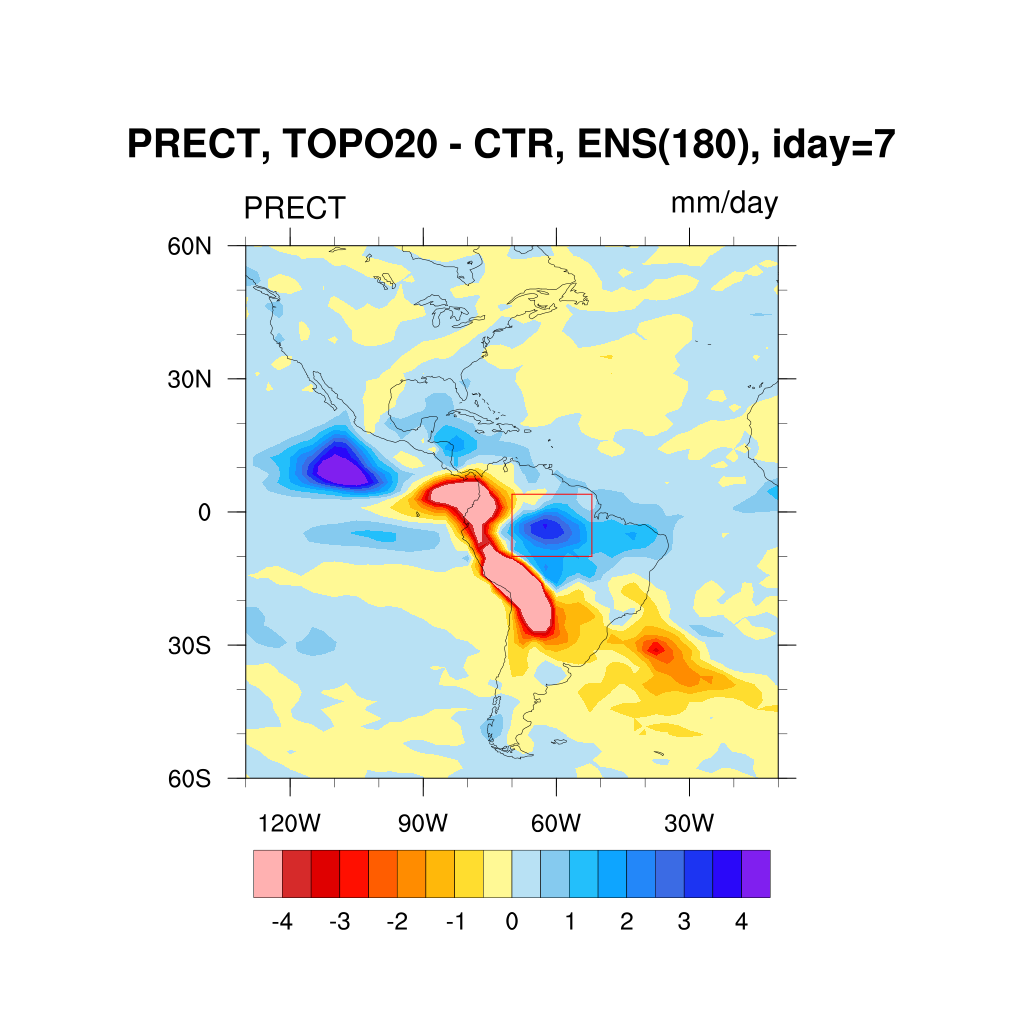 PRECT, TOPO20 - CTR, ENS(180), iday=7
PRECT mm/day
60N
30N
0
30S
60S
120W 90W 60W 30W
-4 -3 -2 -1 0 1 2 3 4